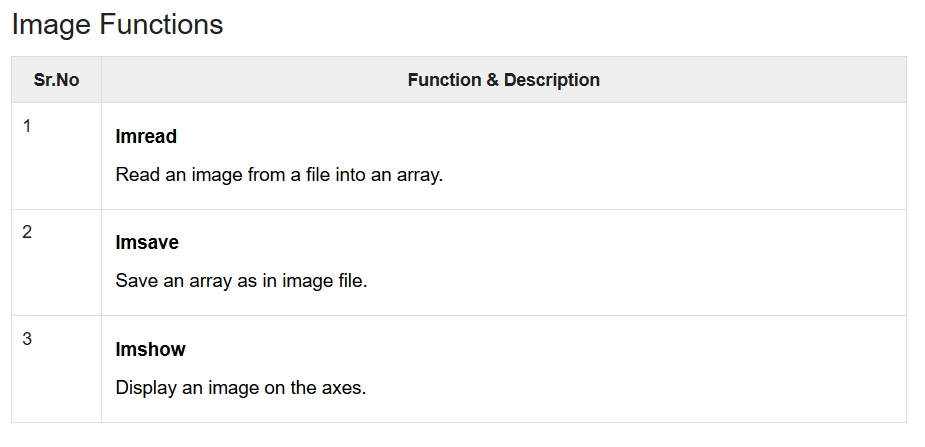 Image Functions
Sr.No Function & Description
1
Imread
Read an image from a file into an array.
2
Imsave
Save an array as in image file.
3
Imshow
Display an image on the axes.